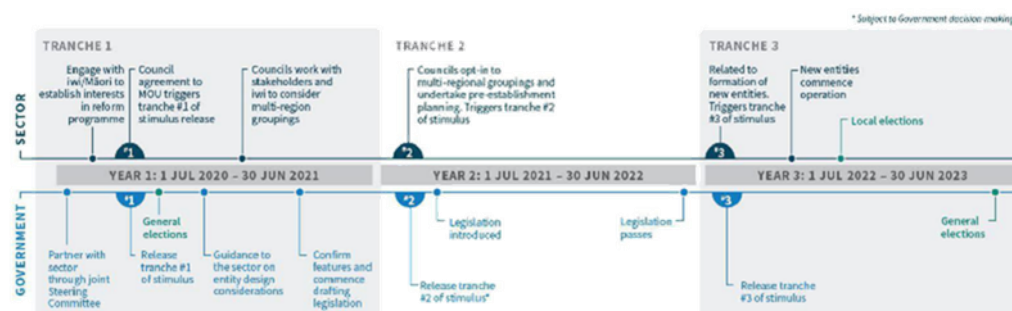 * Subject to Government decision making
TRANCHE 1
TRANCHE 2
TRANCHE 3
SECTOR
Engage with
iwi/Māori to
establish interests
in reform
programme
Council
agreement to
MOU triggers
tranche #1 of
stimulus release
Councils work with
stakeholders and
iwi to consider
multi-region
groupings
Councils opt-in to
multi-regional groupings and
undertake pre-establishment
planning. Triggers tranche #2
of stimulus
Related to
formation of
new entities.
Triggers tranche
#3 of stimulus
New entities
commence
operation
Local elections
#1
#2
#3
YEAR 1: 1 JUL 2020 – 30 JUN 2021
YEAR 2: 1 JUL 2021 – 30 JUN 2022
YEAR 3: 1 JUL 2022 – 30 JUN 2023
GOVERNMENT
#1
#2
#3
Partner with
sector
through joint
Steering
Committee
Release
tranche #1
of stimulus
General
elections
Guidance to
the sector on
entity design
considerations
Confirm
features and
commence
drafting
legislation
Release tranche
#2 of stimulus*
Legislation
introduced
Legislation
passes
Release tranche
#3 of stimulus
General
elections